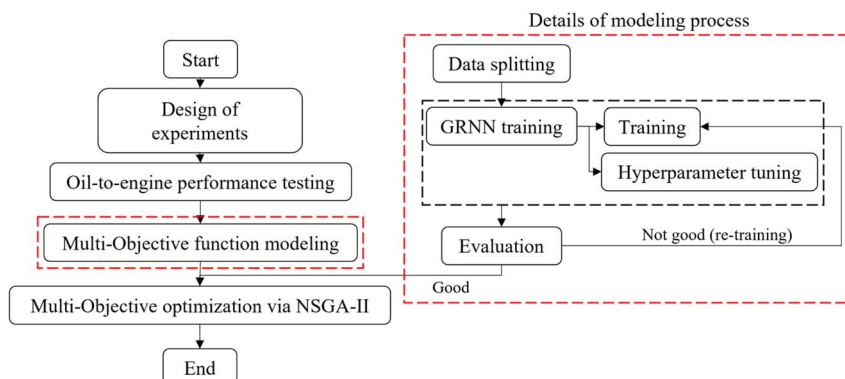 Start
Design of
experiments
Oil-to-engine performance testing
Multi-Objective function modeling
Multi-Objective optimization via NSGA-II
End
Details of modeling process
Data splitting
GRNN training
Training
Hyperparameter tuning
Evaluation
Not good (re-training)
Good